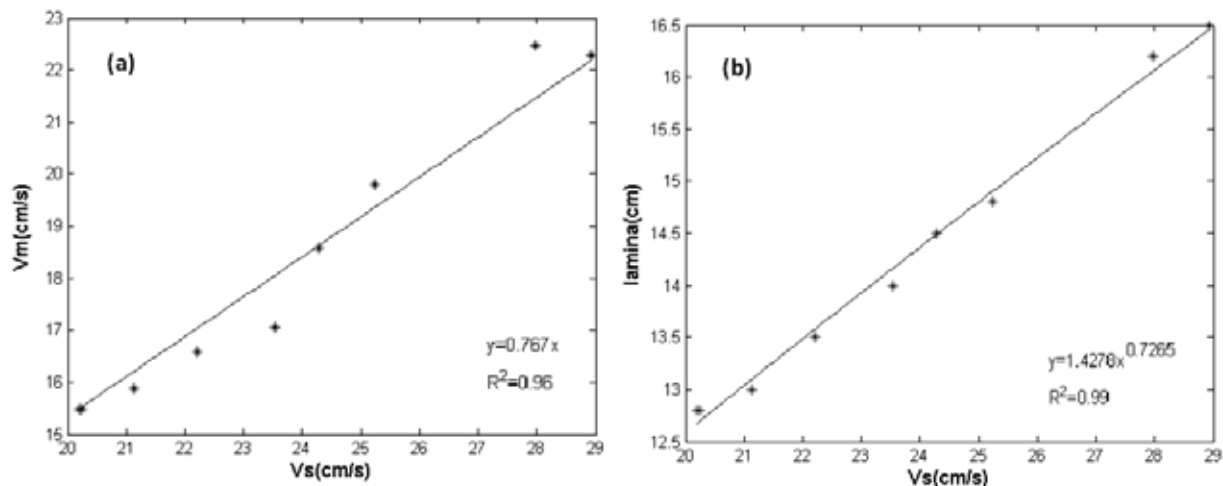 (a)
Vm(cm/s)
23
22
21
20
19
18
17
16
15
y=0.767x
R²=0.96
20 21 22 23 24 25 26 27 28 29
Vs(cm/s)
(b)
lamina(cm)
16.5
16
15.5
15
14.5
14
13.5
13
12.5
y=1.4278x^0.7265
R²=0.99
20 21 22 23 24 25 26 27 28 29
Vs(cm/s)